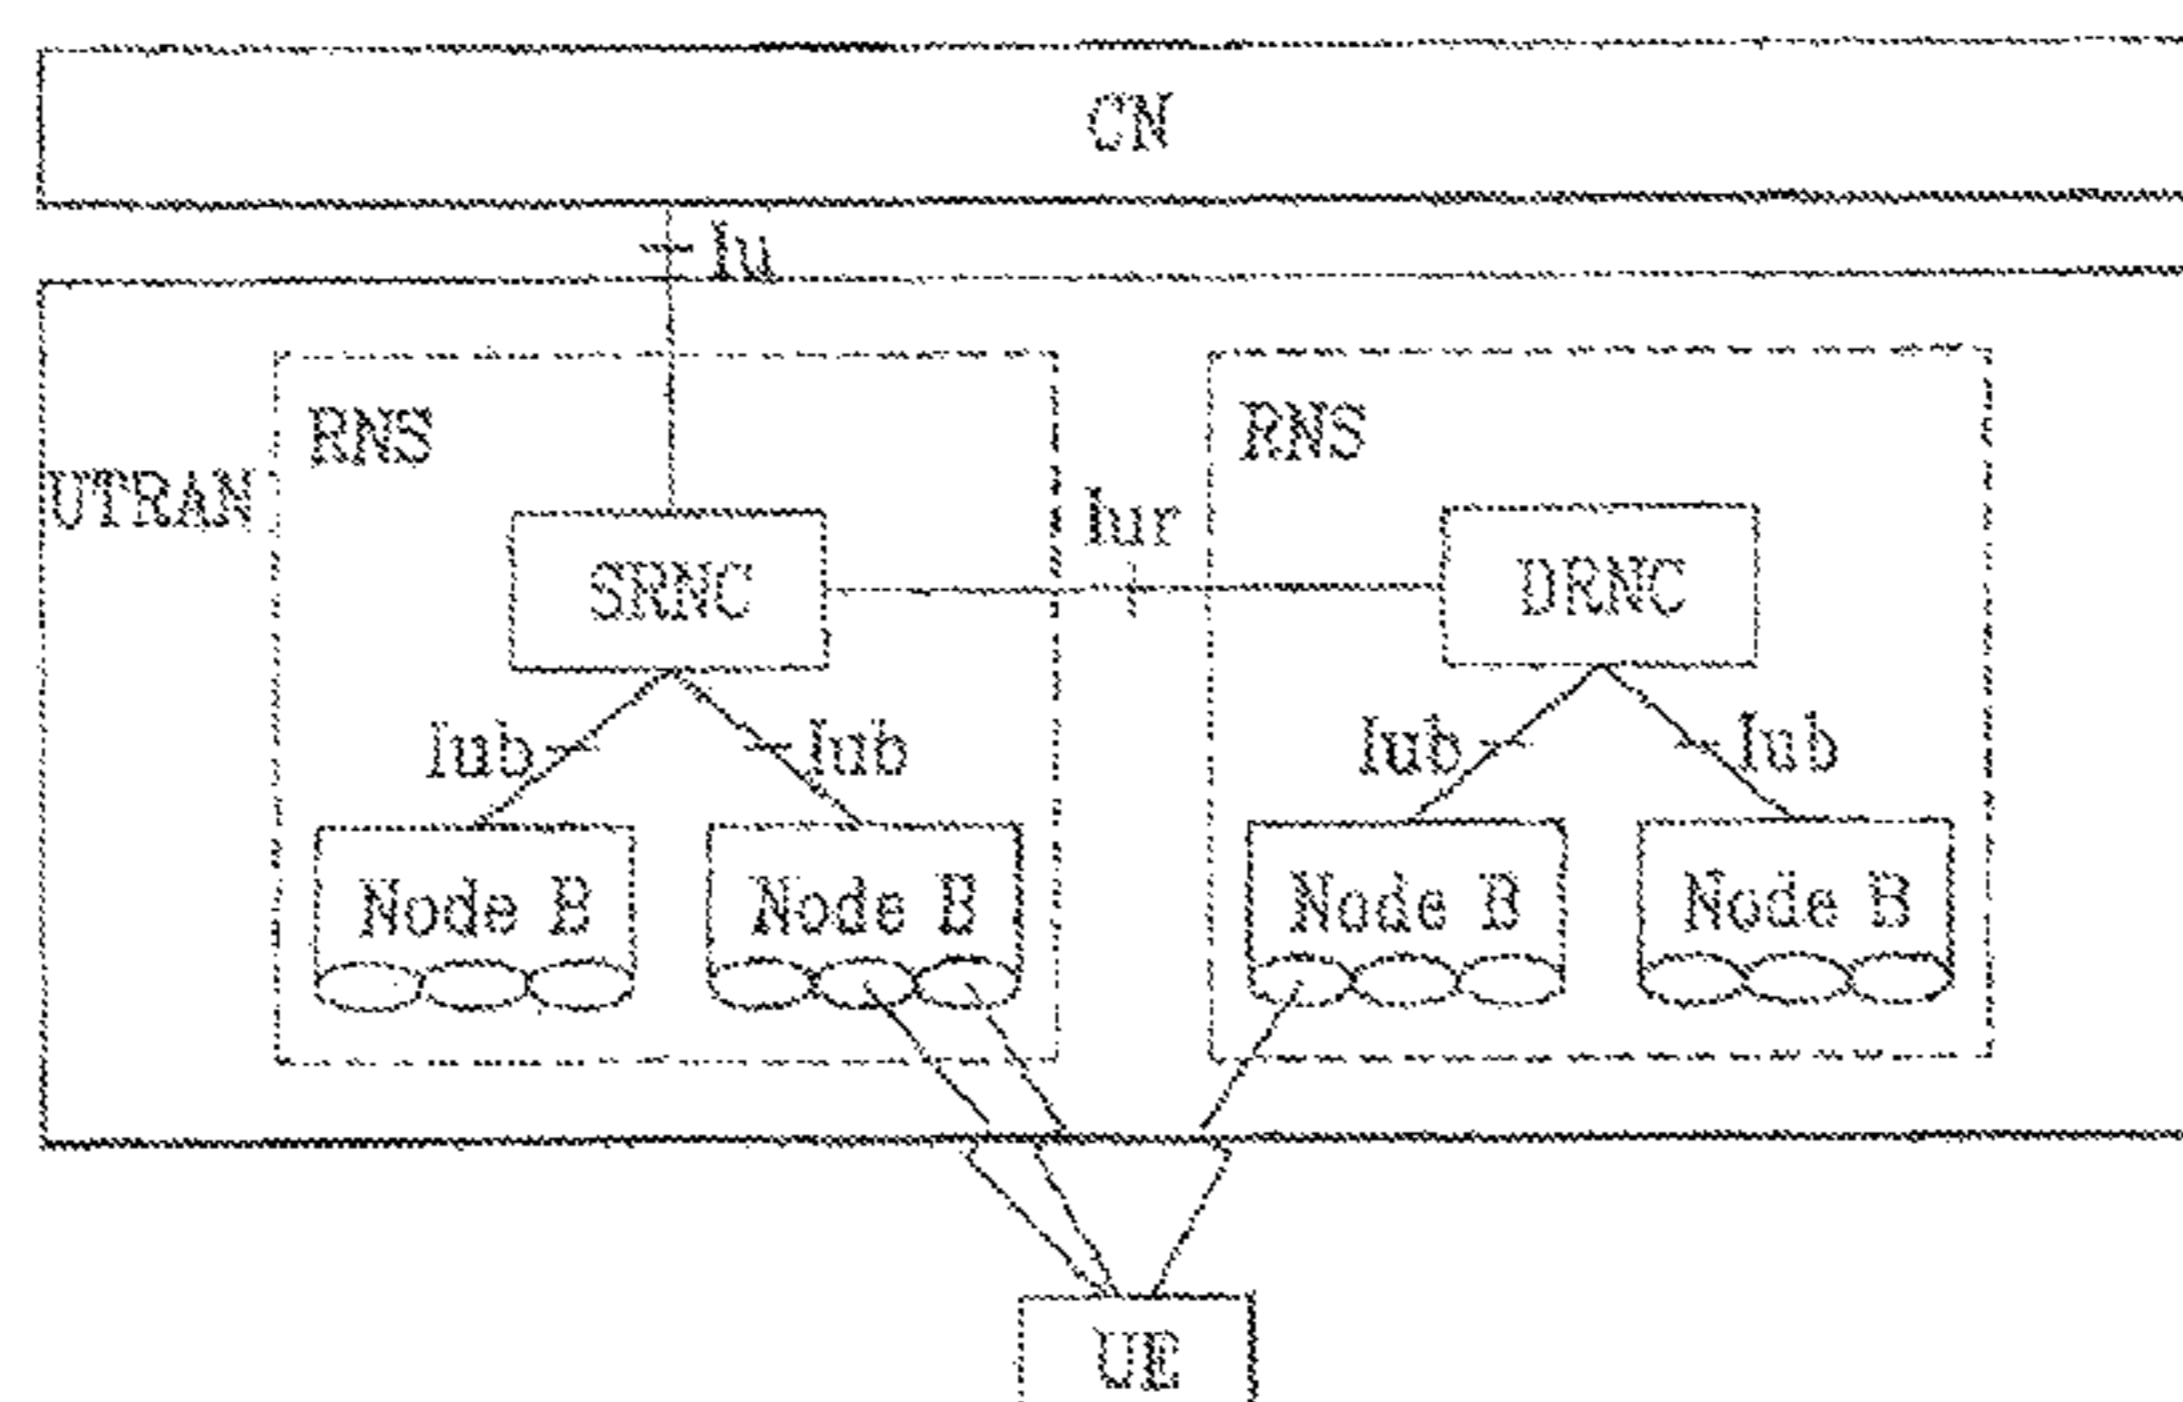 CN
Iu
RNS
RNS
UTRAN
Iur
SRNC
DRNC
Iub
Iub
Iub
Iub
Node B
Node B
Node B
Node B
UE